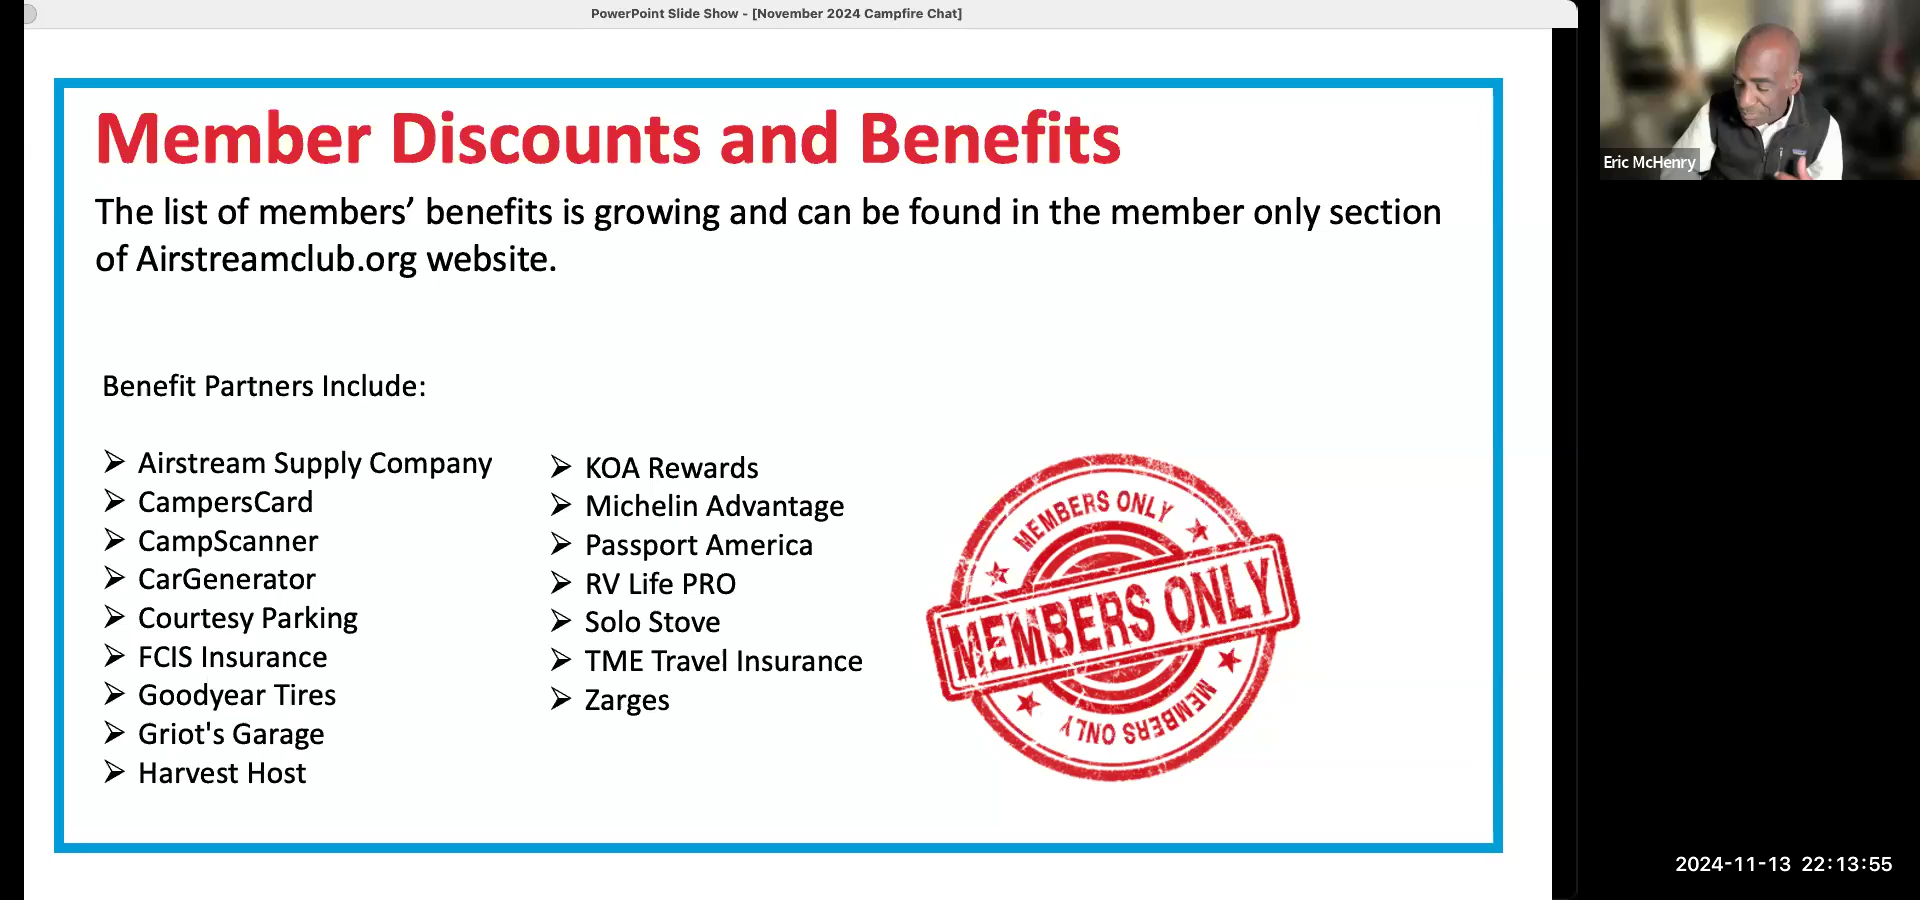 PowerPoint Slide Show - [November 2024 Campfire Chat]
Member Discounts and Benefits
The list of members’ benefits is growing and can be found in the member only section
of Airstreamclub.org website.
Benefit Partners Include:
➢ Airstream Supply Company
➢ CampersCard
➢ CampScanner
➢ CarGenerator
➢ Courtesy Parking
➢ FCIS Insurance
➢ Goodyear Tires
➢ Griot's Garage
➢ Harvest Host
➢ KOA Rewards
➢ Michelin Advantage
➢ Passport America
➢ RV Life PRO
➢ Solo Stove
➢ TME Travel Insurance
➢ Zarges
MEMBERS ONLY
MEMBERS ONLY
MEMBERS ONLY
Eric McHenry
2024-11-13 22:13:55